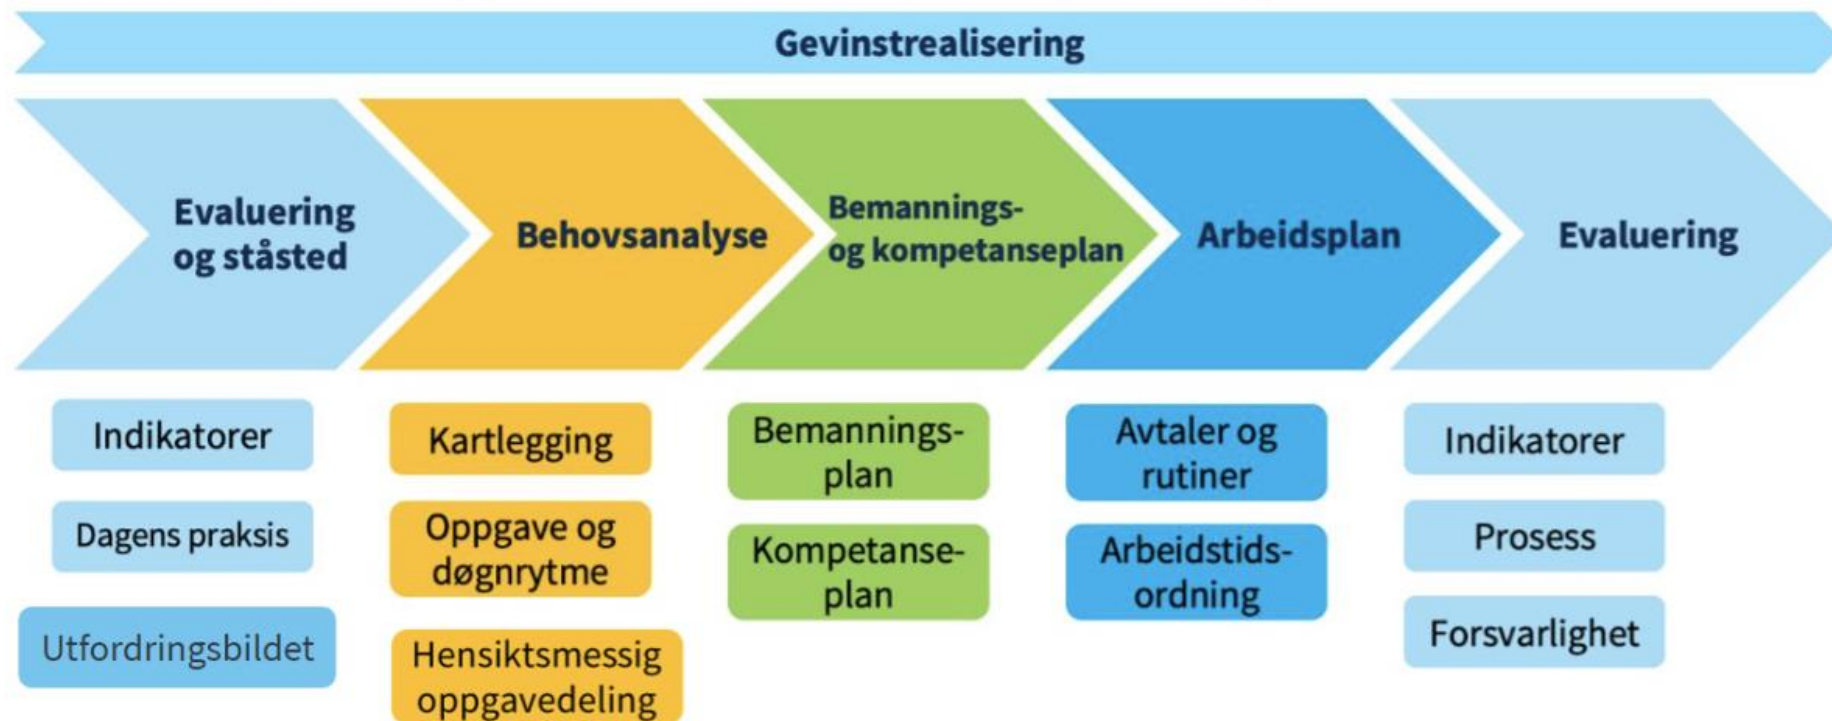 Gevinstrealisering
Evaluering
og ståsted
Behovsanalyse
Bemannings-
og kompetanseplan
Arbeidsplan
Evaluering
Indikatorer
Dagens praksis
Utfordringsbildet
Kartlegging
Oppgave og
døgnrytme
Hensiktsmessig
oppgavedeling
Bemannings-
plan
Kompetanse-
plan
Avtaler og
rutiner
Arbeidstids-
ordning
Indikatorer
Prosess
Forsvarlighet